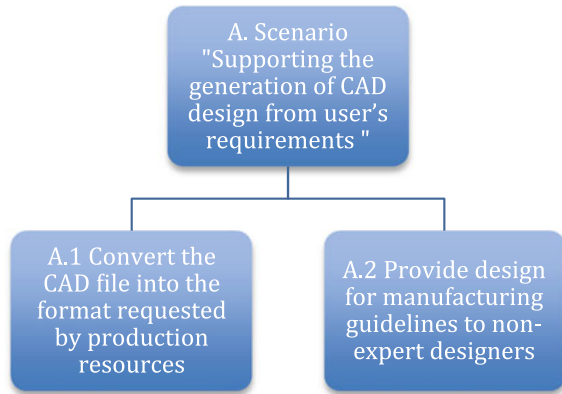 A. Scenario
"Supporting the
generation of CAD
design from user’s
requirements "
A.1 Convert the
CAD file into the
format requested
by production
resources
A.2 Provide design
for manufacturing
guidelines to non-
expert designers